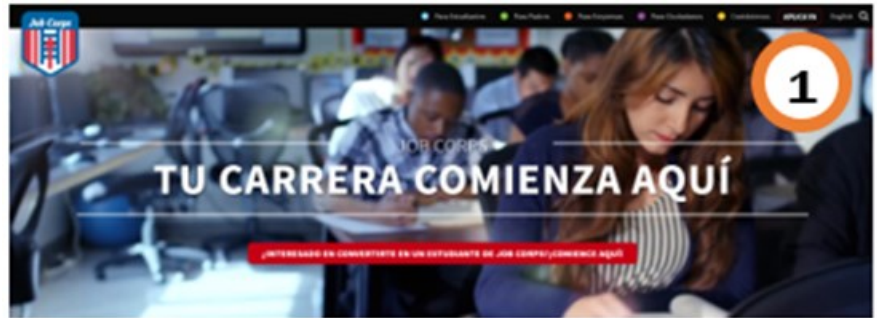 Job Corps
Para Estudiantes Para Padres Para Empresas Para Ciudadanos Contáctenos APLICA YA English
1
JOB CORPS
TU CARRERA COMIENZA AQUÍ
¿INTERESADO EN CONVERTIRTE EN UN ESTUDIANTE DE JOB CORPS? ¡COMIENCE AQUÍ!